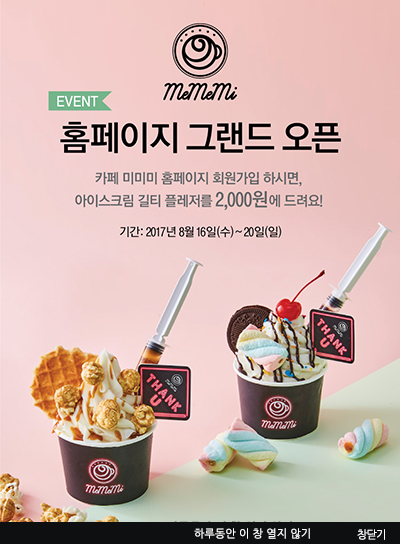 MeMeMi
EVENT
홈페이지 그랜드 오픈
카페 미미미 홈페이지 회원가입 하시면,
아이스크림 길티 플레저를 2,000원에 드려요!
기간: 2017년 8월 16일(수)~20일(일)
THANK
U
THANK
U
MeMeMi
MeMeMi
하루동안 이 창 열지 않기
창닫기